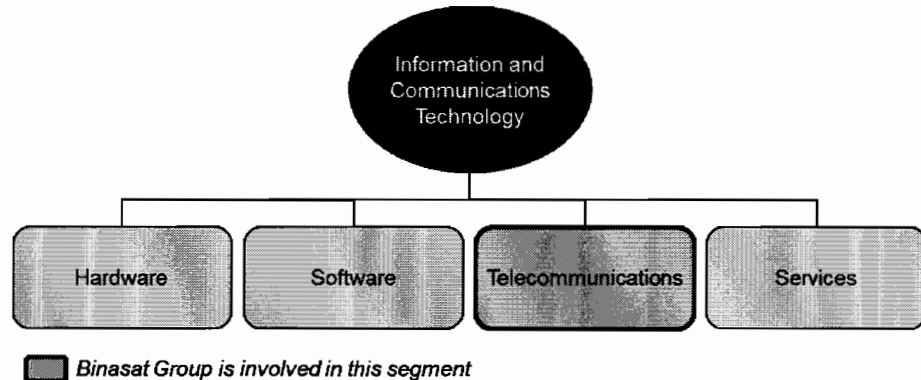 Information and
Communications
Technology
Hardware
Software
Telecommunications
Services
Binasat Group is involved in this segment